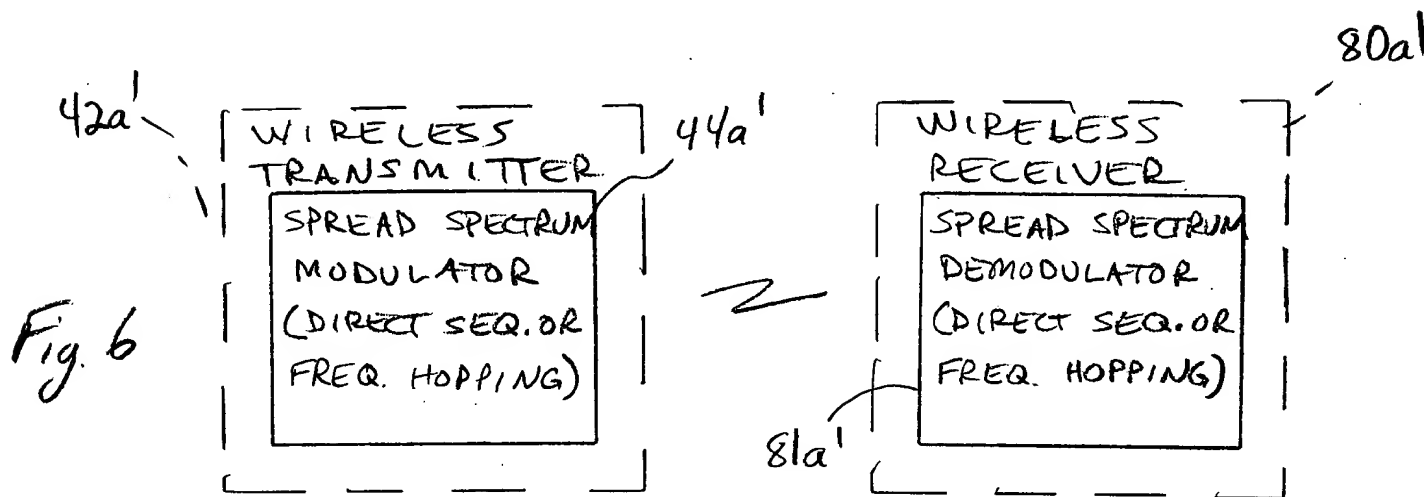 80a'
42a'
WIRELESS
TRANSMITTER
44a'
SPREAD SPECTRUM
MODULATOR
(DIRECT SEQ. OR
FREQ. HOPPING)
WIRELESS
RECEIVER
SPREAD SPECTRUM
DEMODULATOR
(DIRECT SEQ. OR
FREQ. HOPPING)
81a'
Fig. 6